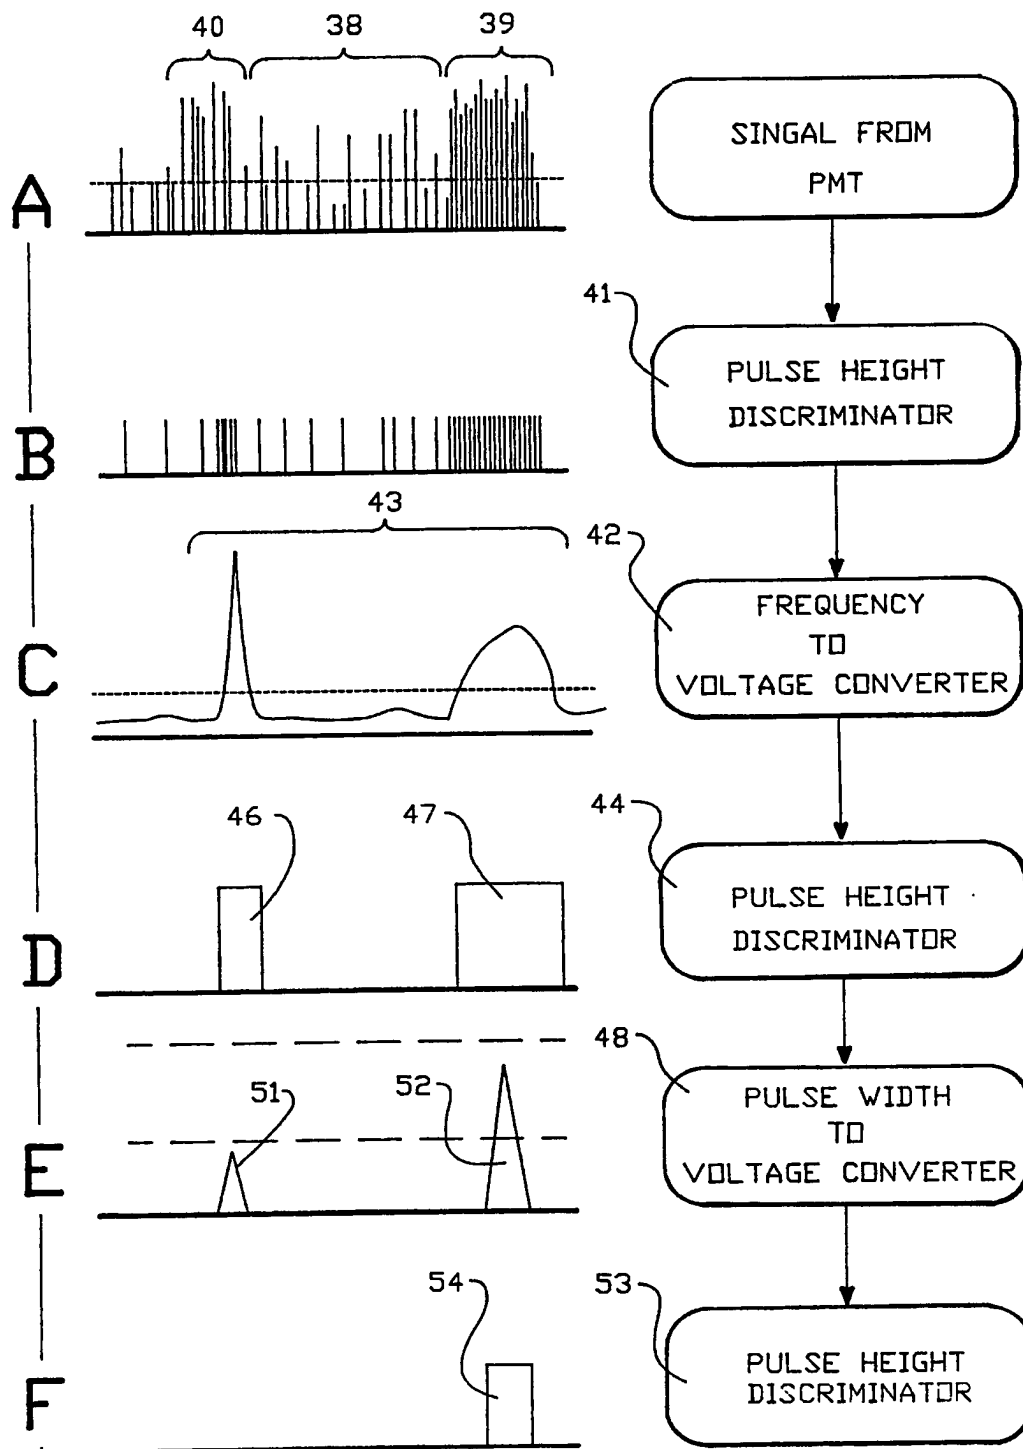 40
38
39
A
SINGAL FROM
PMT
41
PULSE HEIGHT
DISCRIMINATOR
B
43
42
FREQUENCY
TO
VOLTAGE CONVERTER
C
46
47
44
PULSE HEIGHT
DISCRIMINATOR
D
48
51
52
PULSE WIDTH
TO
VOLTAGE CONVERTER
E
54
53
PULSE HEIGHT
DISCRIMINATOR
F